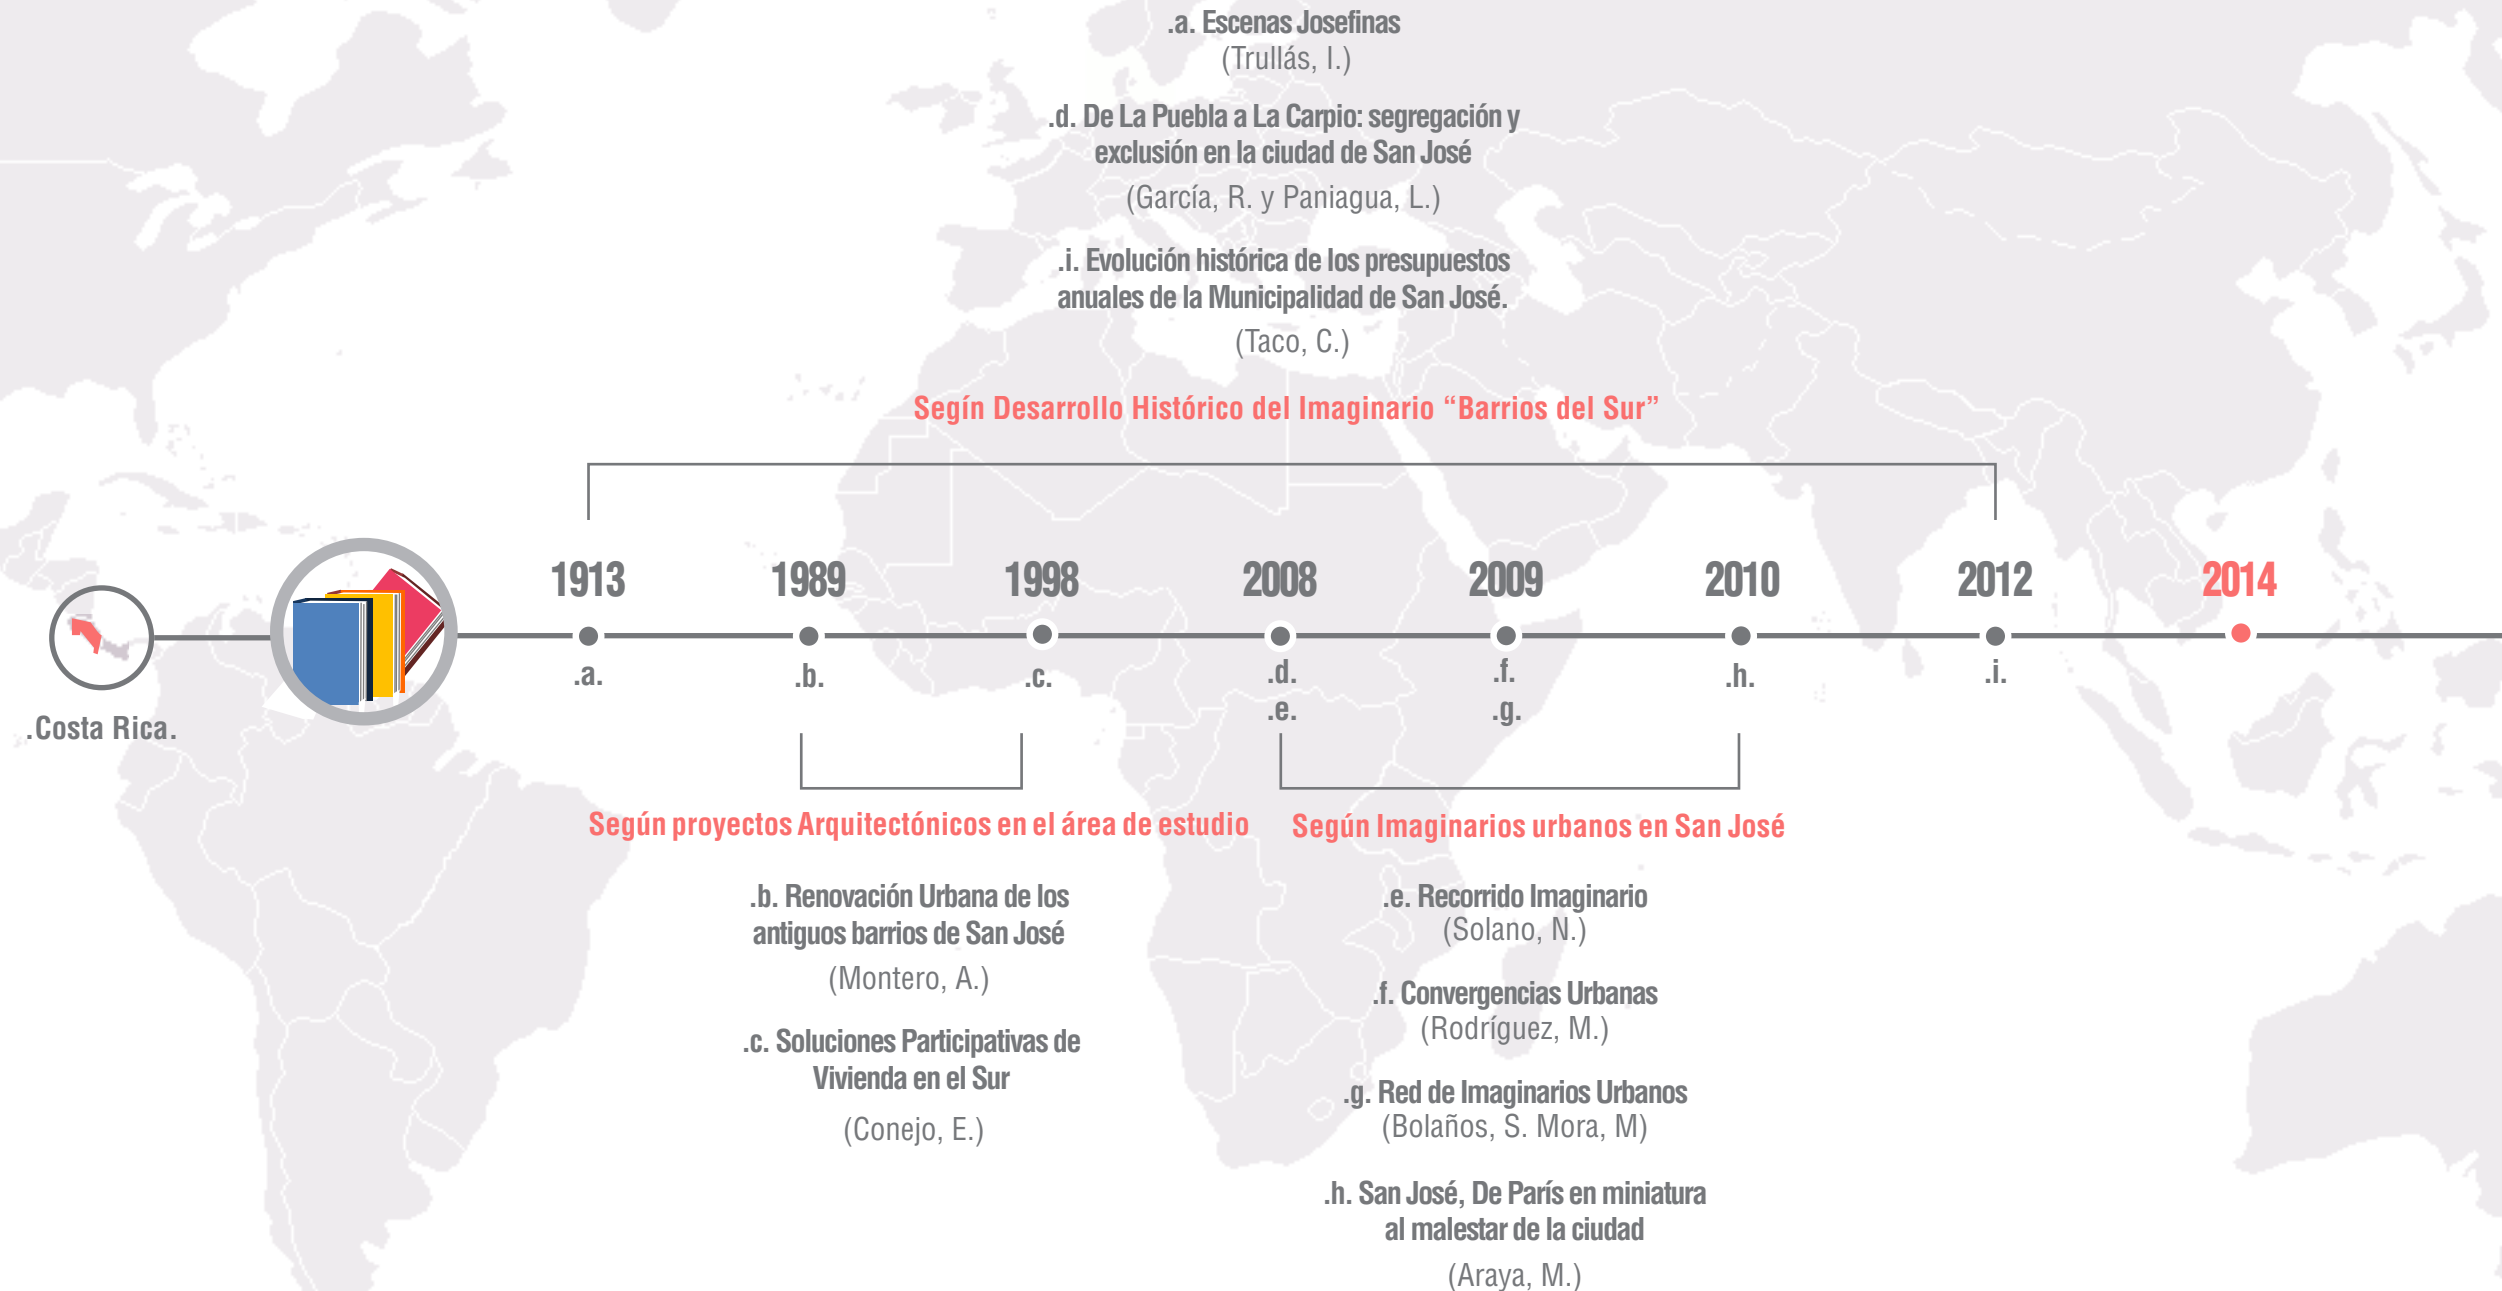 .a. Escenas Josefinas
(Trullás, I.)
.d. De La Puebla a La Carpio: segregación y
exclusión en la ciudad de San José
(García, R. y Paniagua, L.)
.i. Evolución histórica de los presupuestos
anuales de la Municipalidad de San José.
(Taco, C.)
Segín Desarrollo Histórico del Imaginario “Barrios del Sur”
1913
1989
1998
2008
2009
2010
2012
2014
.a.
.b.
.c.
.d.
.e.
.f.
.g.
.h.
.i.
.Costa Rica.
Según proyectos Arquitectónicos en el área de estudio
.b. Renovación Urbana de los
antiguos barrios de San José
(Montero, A.)
.c. Soluciones Participativas de
Vivienda en el Sur
(Conejo, E.)
Según Imaginarios urbanos en San José
.e. Recorrido Imaginario
(Solano, N.)
.f. Convergencias Urbanas
(Rodríguez, M.)
.g. Red de Imaginarios Urbanos
(Bolaños, S. Mora, M)
.h. San José, De París en miniatura
al malestar de la ciudad
(Araya, M.)